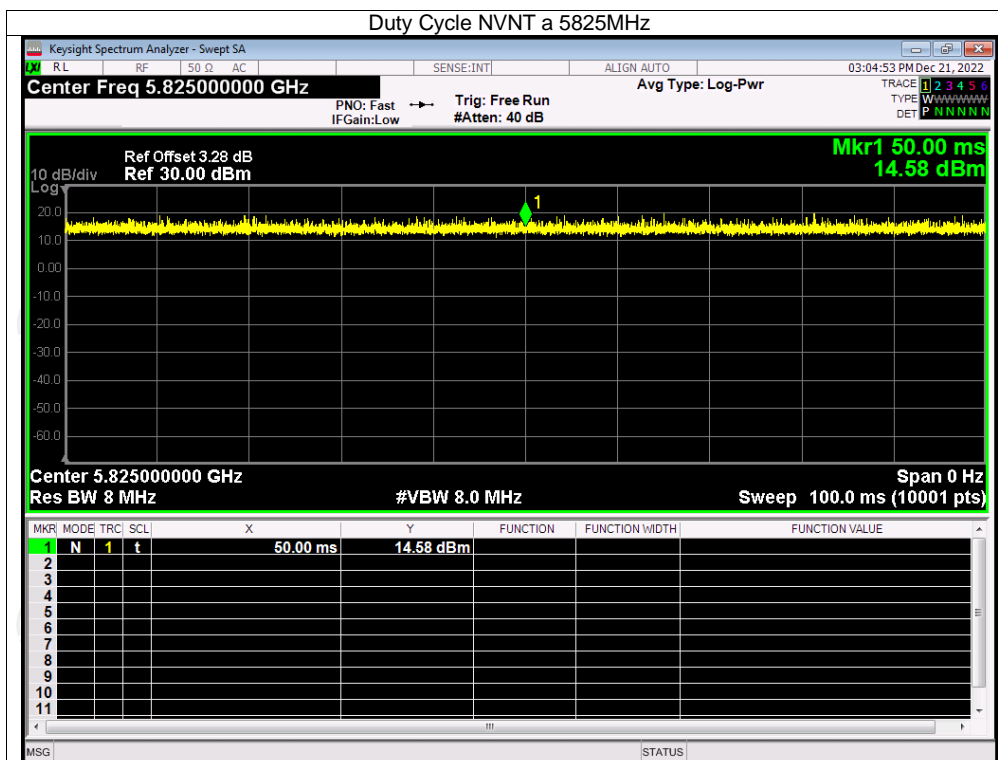 Duty Cycle NVNT a 5825MHz
Keysight Spectrum Analyzer - Swept SA
LXI RL RF 50 Ω AC SENSE:INT ALIGN AUTO 03:04:53 PM Dec 21, 2022
Center Freq 5.825000000 GHz
PNO: Fast
IFGain:Low
Trig: Free Run
#Atten: 40 dB
Avg Type: Log-Pwr
TRACE 1 2 3 4 5 6
TYPE WWWWWW
DET P N N N N N
Mkr1 50.00 ms
14.58 dBm
Ref Offset 3.28 dB
10 dB/div Ref 30.00 dBm
Log
1
20.0
10.0
0.00
-10.0
-20.0
-30.0
-40.0
-50.0
-60.0
Center 5.825000000 GHz Span 0 Hz
Res BW 8 MHz #VBW 8.0 MHz Sweep 100.0 ms (10001 pts)
MKR MODE TRC SCL X Y FUNCTION FUNCTION WIDTH FUNCTION VALUE
1 N 1 t 50.00 ms 14.58 dBm
2
3
4
5
6
7
8
9
10
11
MSG STATUS